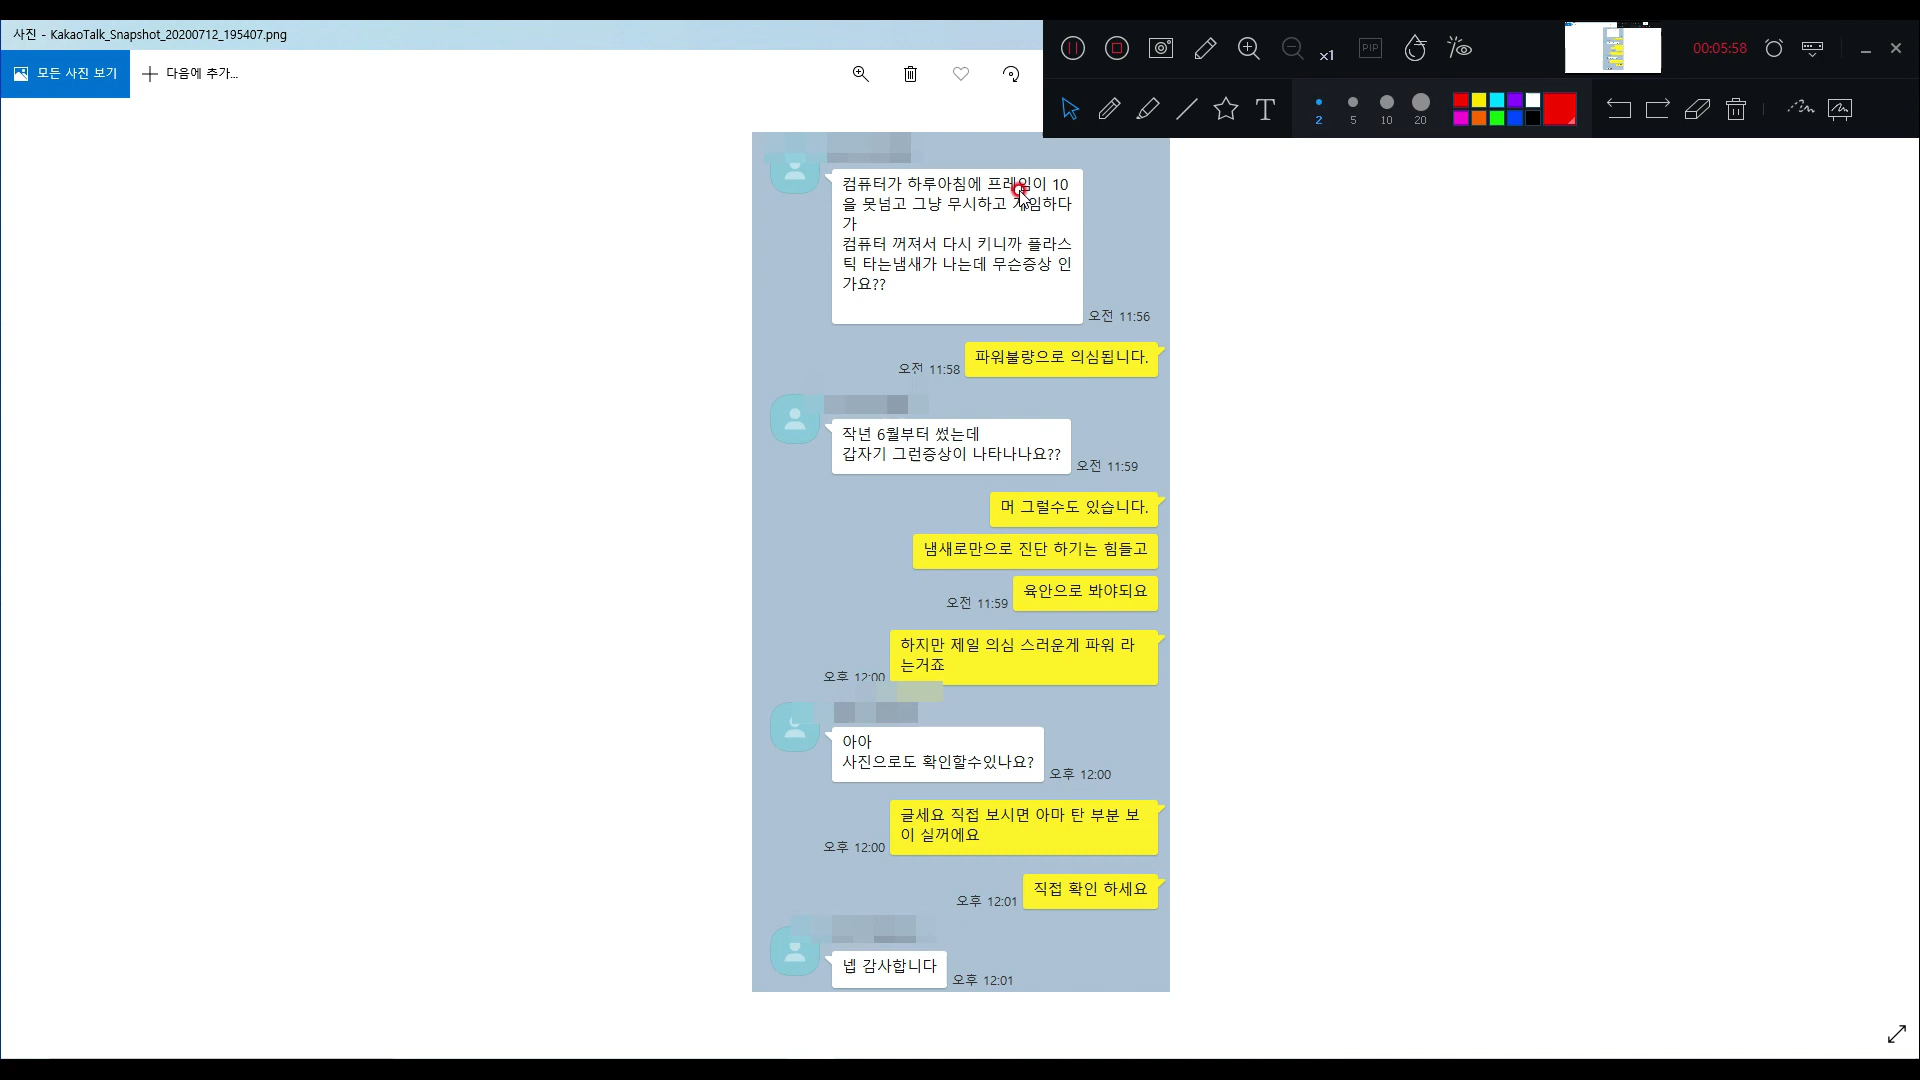 사진 - KakaoTalk_Snapshot_20200712_195407.png
모든 사진 보기
다음에 추가...
x1
PIP
00:05:58
T
2
5
10
20
컴퓨터가 하루아침에 프레임이 10
을 못넘고 그냥 무시하고 게임하다
가
컴퓨터 꺼져서 다시 키니까 플라스
틱 타는냄새가 나는데 무슨증상 인
가요??
오전 11:56
파워불량으로 의심됩니다.
오전 11:58
작년 6월부터 썼는데
갑자기 그런증상이 나타나나요??
오전 11:59
머 그럴수도 있습니다.
냄새로만으로 진단 하기는 힘들고
육안으로 봐야되요
오전 11:59
하지만 제일 의심 스러운게 파워 라
는거죠
오후 12:00
아아
사진으로도 확인할수있나요?
오후 12:00
글세요 직접 보시면 아마 탄 부분 보
이 실꺼에요
오후 12:00
직접 확인 하세요
오후 12:01
넵 감사합니다
오후 12:01